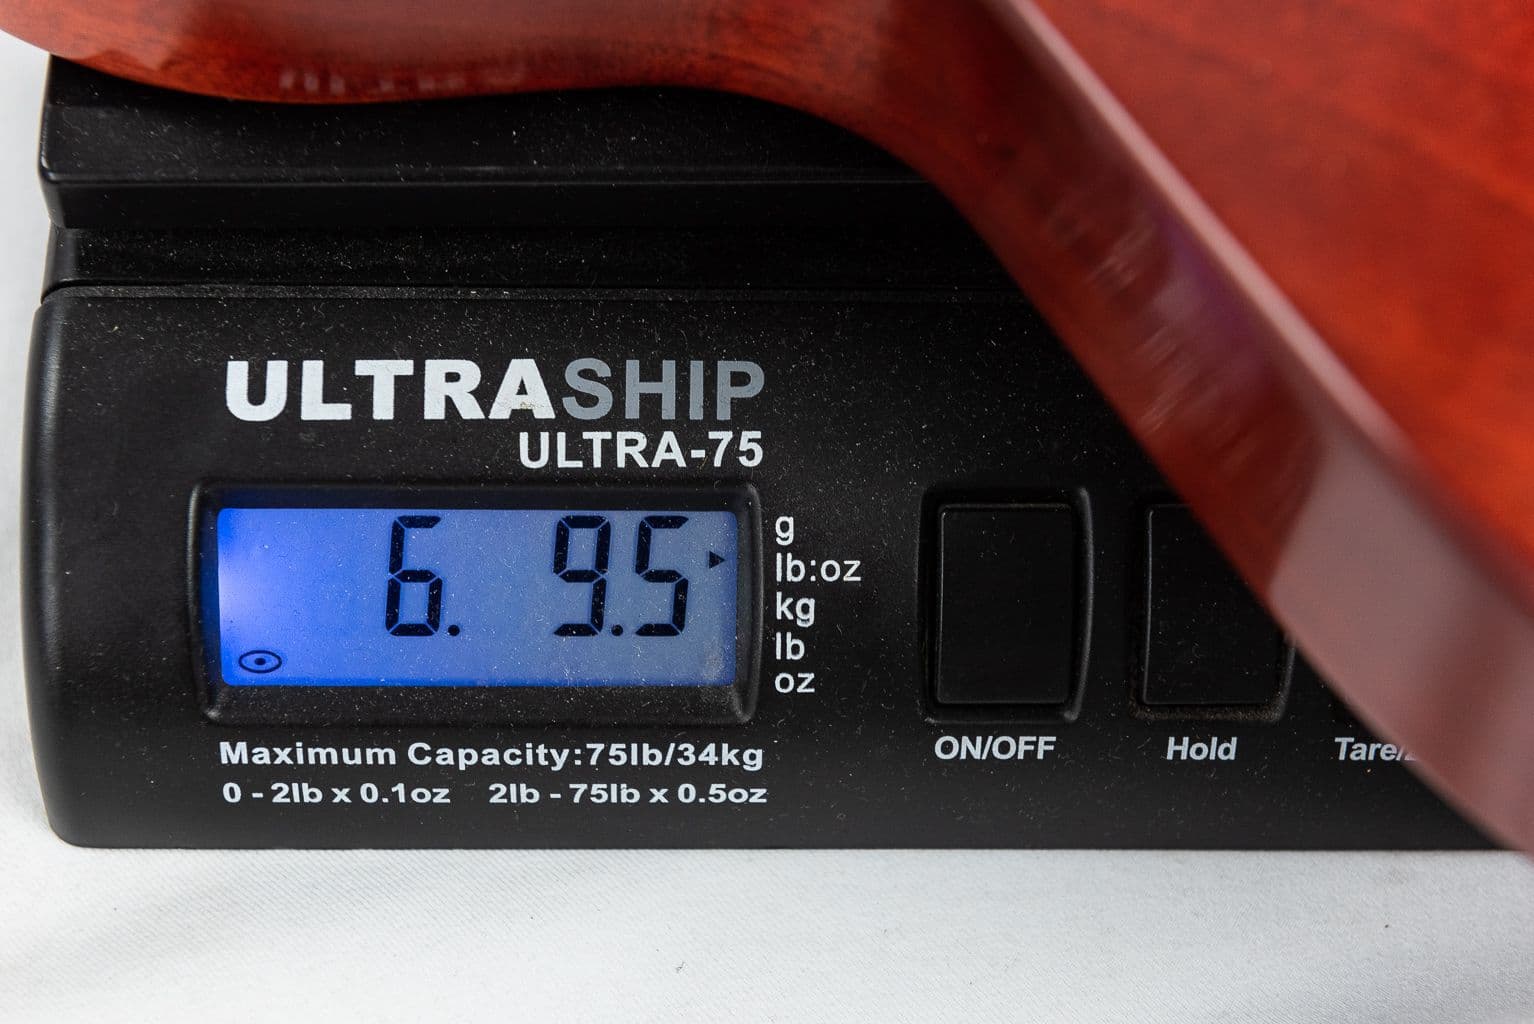 ULTRASHIP
ULTRA-75
6. 9.5
g
lb:oz
kg
lb
oz
Maximum Capacity:75lb/34kg
0 - 2lb x 0.1oz 2lb - 75lb x 0.5oz
ON/OFF
Hold
Tare/